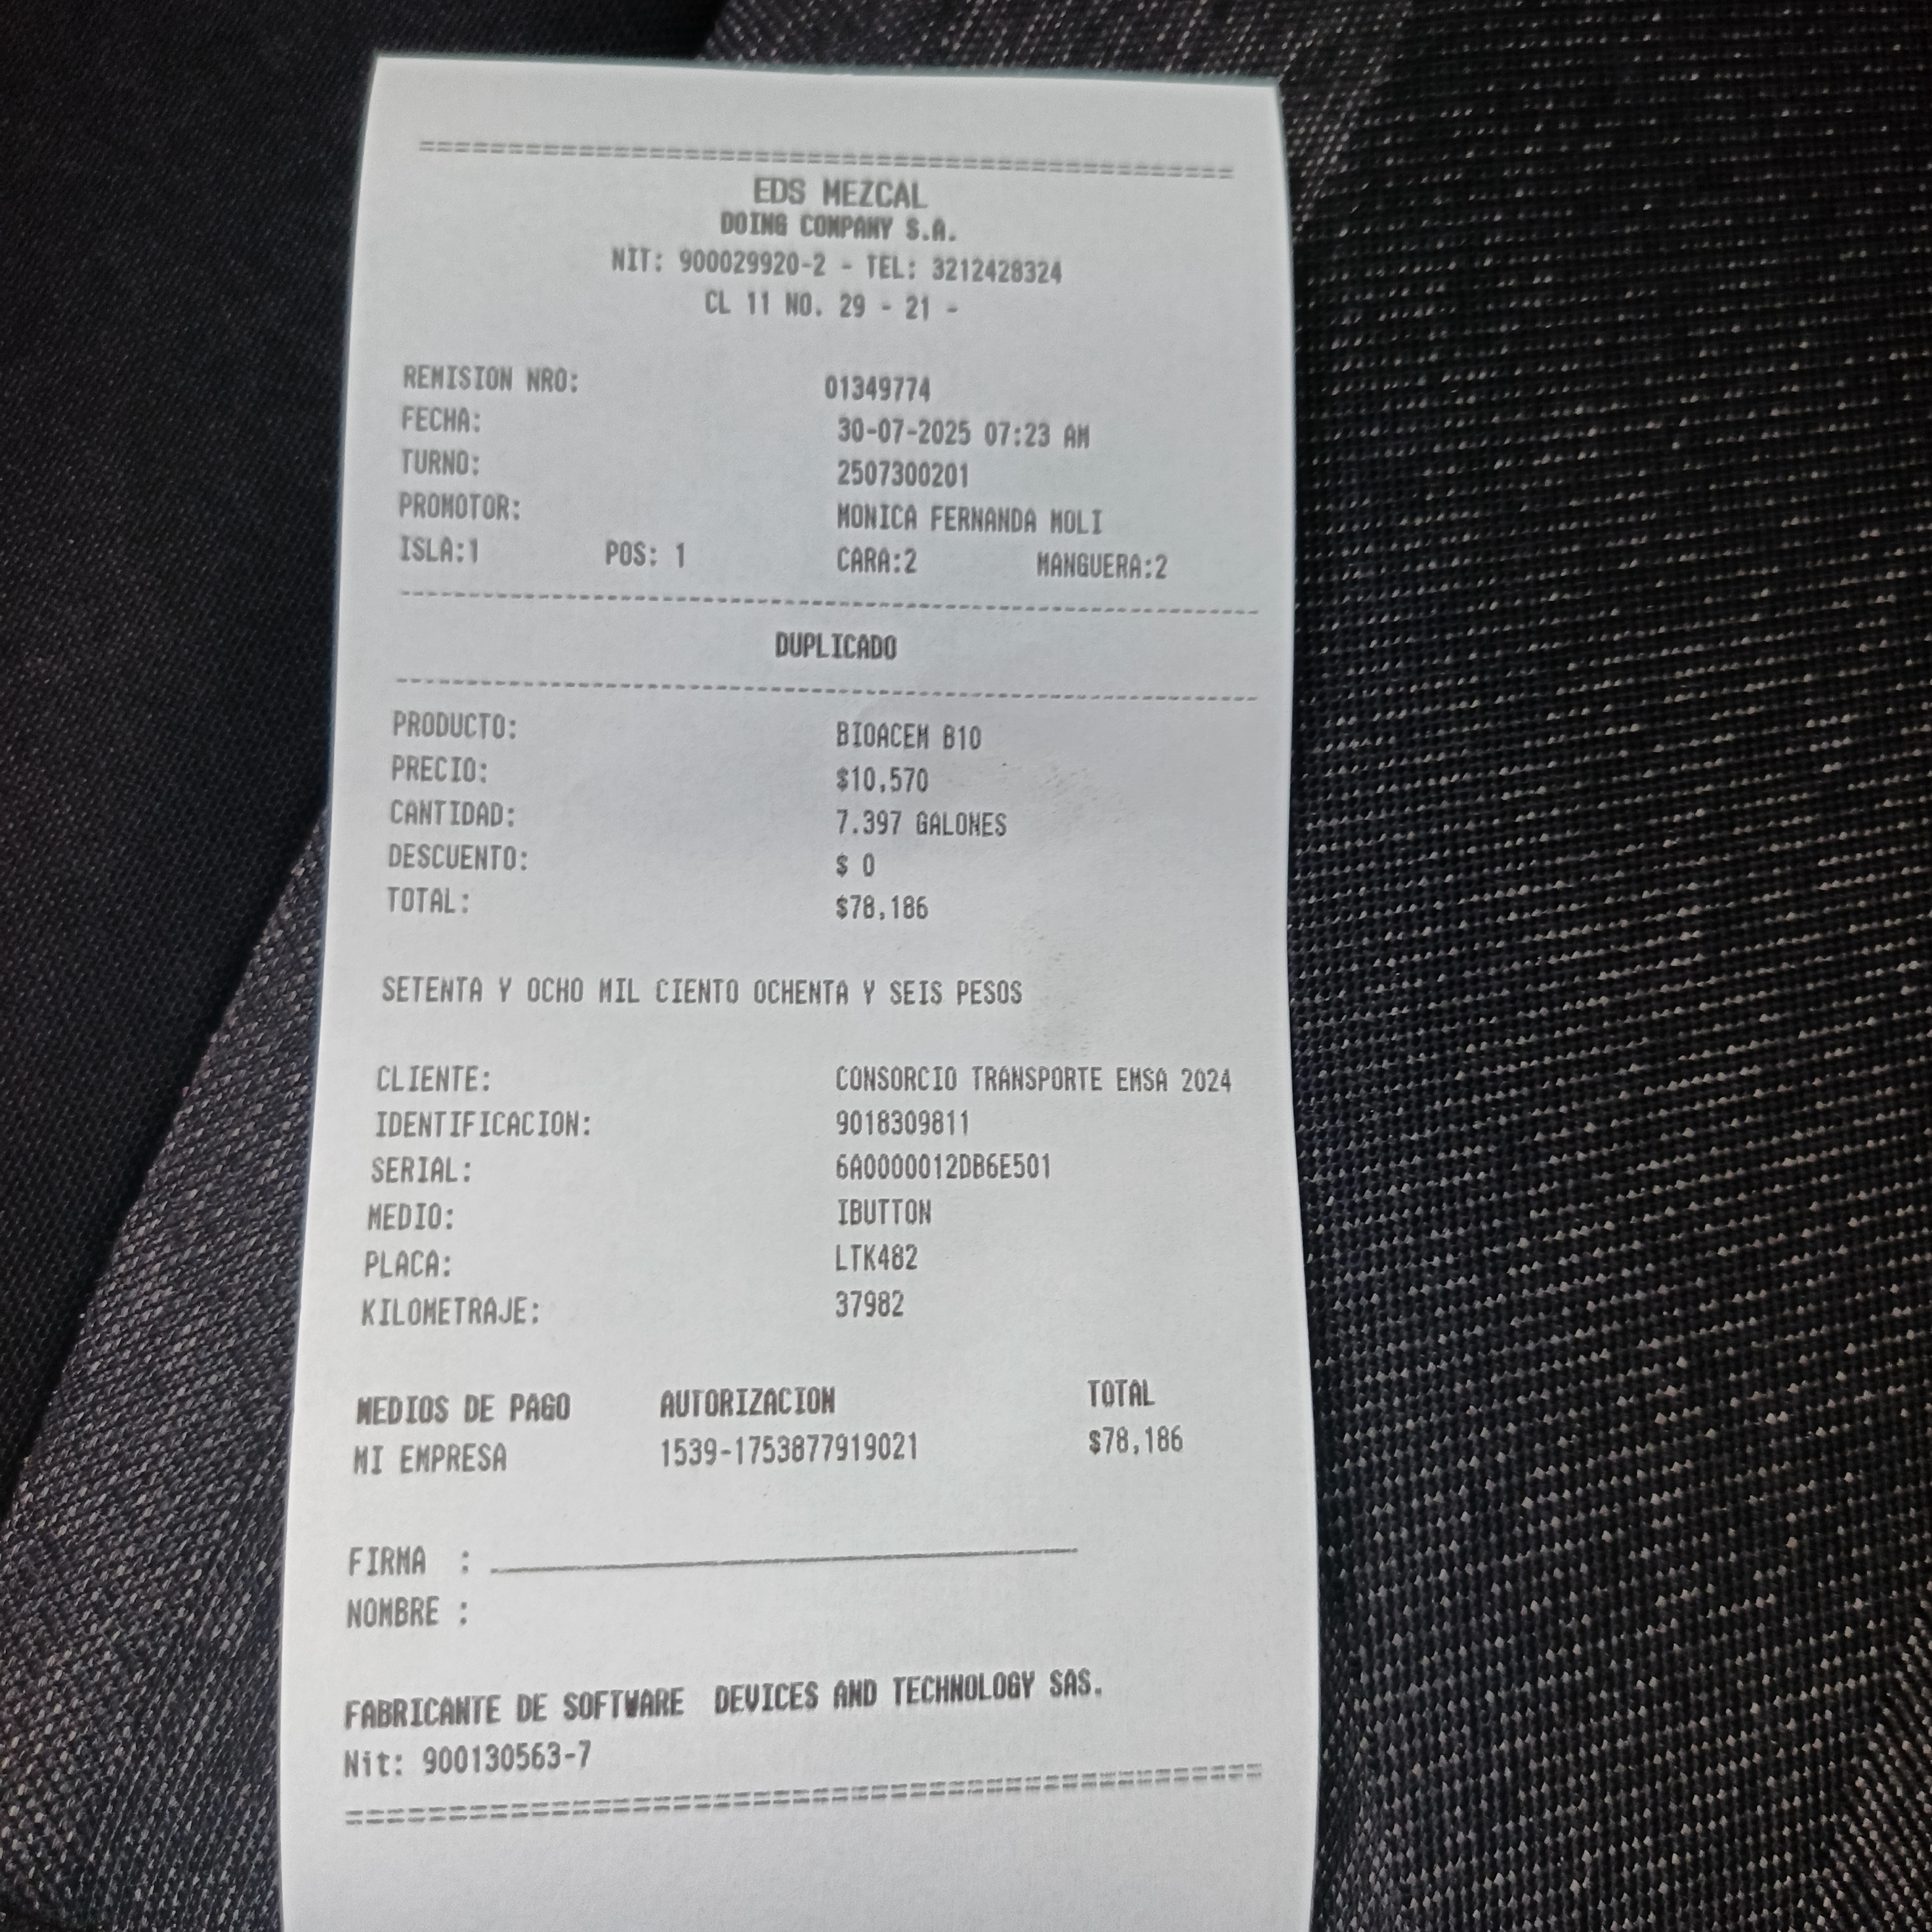 ==================================================
EDS MEZCAL
DOING COMPANY S.A.
NIT: 900029920-2 - TEL: 3212428324
CL 11 NO. 29 - 21 -
REMISION NRO: 01349774
FECHA: 30-07-2025 07:23 AM
TURNO: 2507300201
PROMOTOR: MONICA FERNANDA MOLI
ISLA:1 POS: 1 CARA:2 MANGUERA:2
DUPLICADO
PRODUCTO: BIOACEM B10
PRECIO: $10,570
CANTIDAD: 7.397 GALONES
DESCUENTO: $ 0
TOTAL: $78,186
SETENTA Y OCHO MIL CIENTO OCHENTA Y SEIS PESOS
CLIENTE: CONSORCIO TRANSPORTE EMSA 2024
IDENTIFICACION: 9018309811
SERIAL: 6A0000012DB6E501
MEDIO: IBUTTON
PLACA: LTK482
KILOMETRAJE: 37982
MEDIOS DE PAGO AUTORIZACION TOTAL
MI EMPRESA 1539-1753877919021 $78,186
FIRMA : ____________________
NOMBRE :
FABRICANTE DE SOFTWARE DEVICES AND TECHNOLOGY SAS.
Nit: 900130563-7
==================================================